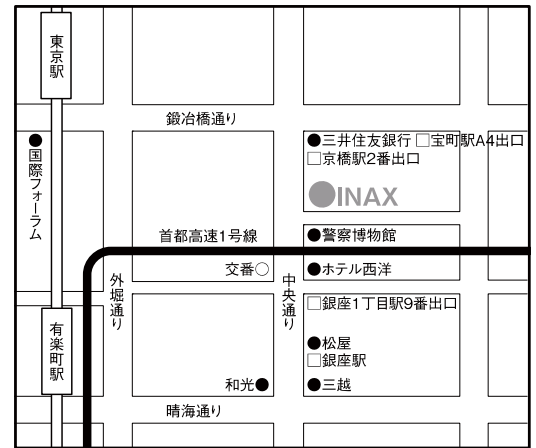 東京駅
鍛冶橋通り
●国際フォーラム
●三井住友銀行 □宝町駅A4出口
□京橋駅2番出口
●INAX
首都高速1号線
●警察博物館
交番○
●ホテル西洋
外堀通り
中央通り
□銀座1丁目駅9番出口
有楽町駅
●松屋
□銀座駅
和光●
●三越
晴海通り